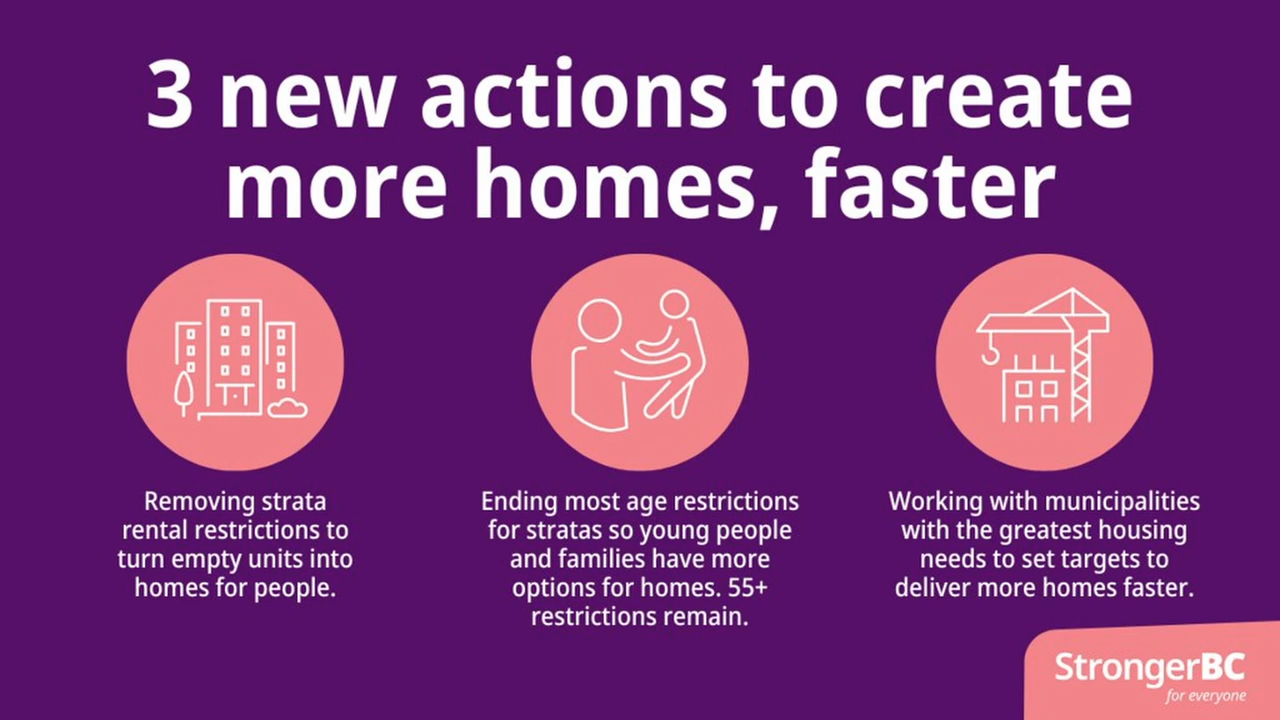 3 new actions to create
more homes, faster
Removing strata
rental restrictions to
turn empty units into
homes for people.
Ending most age restrictions
for stratas so young people
and families have more
options for homes. 55+
restrictions remain.
Working with municipalities
with the greatest housing
needs to set targets to
deliver more homes faster.
StrongerBC
for everyone